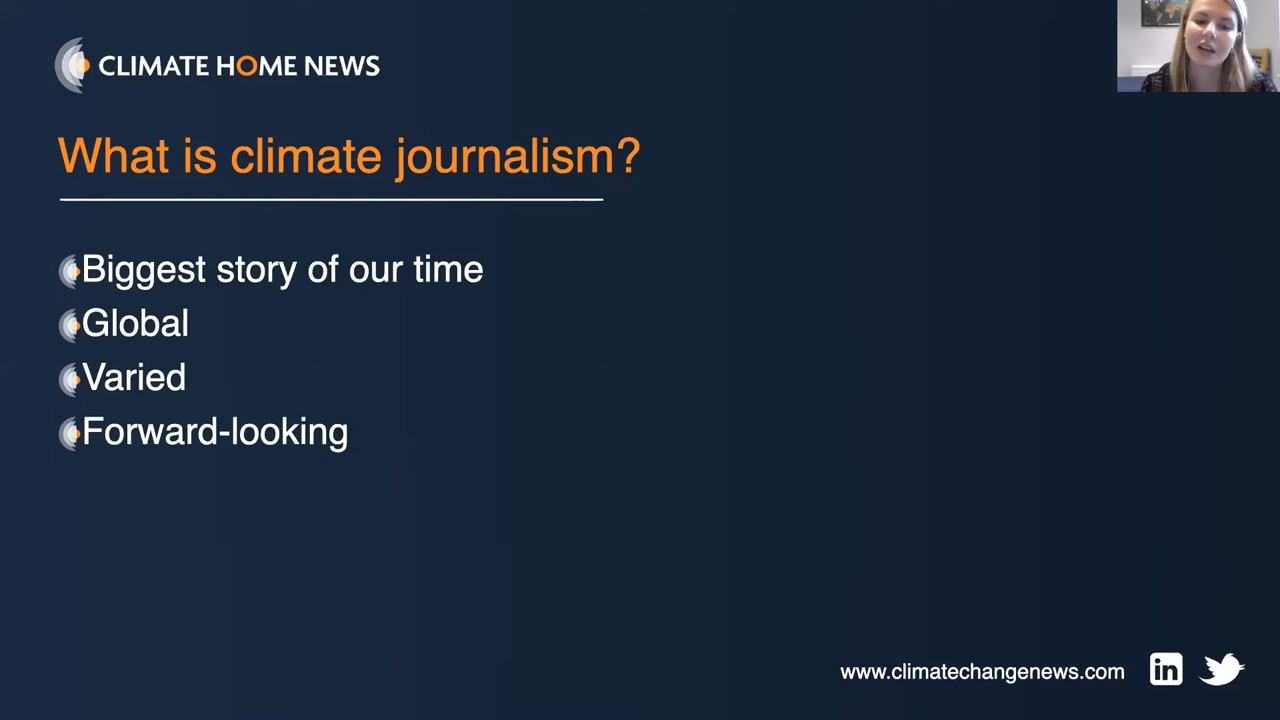 CLIMATE HOME NEWS
What is climate journalism?
Biggest story of our time
Global
Varied
Forward-looking
www.climatechangenews.com
in